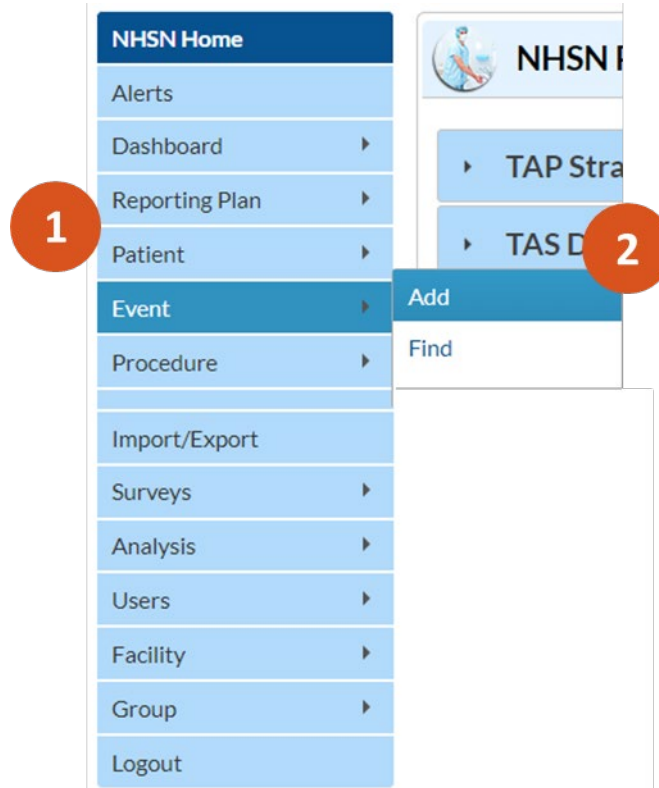 NHSN Home
Alerts
Dashboard
Reporting Plan
Patient
Event
Procedure
Import/Export
Surveys
Analysis
Users
Facility
Group
Logout
1
NHSN
TAP Stra
TAS D
2
Add
Find